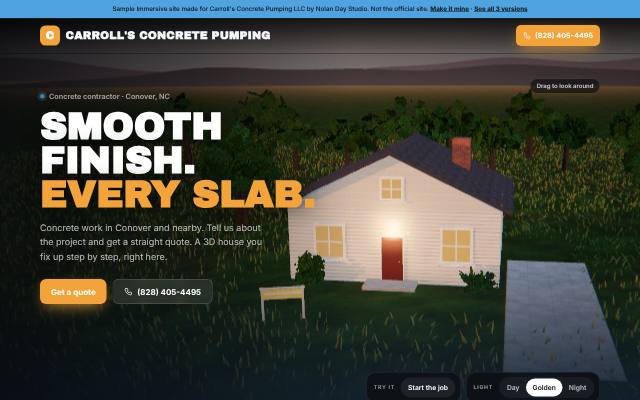 Sample Immersive site made for Carroll's Concrete Pumping LLC by Nolan Day Studio. Not the official site. Make it mine · See all 3 versions
C CARROLL'S CONCRETE PUMPING
(828) 405-4495
Drag to look around
Concrete contractor · Conover, NC
SMOOTH
FINISH.
EVERY SLAB.
Concrete work in Conover and nearby. Tell us about
the project and get a straight quote. A 3D house you
fix up step by step, right here.
Get a quote
(828) 405-4495
TRY IT Start the job
LIGHT Day Golden Night